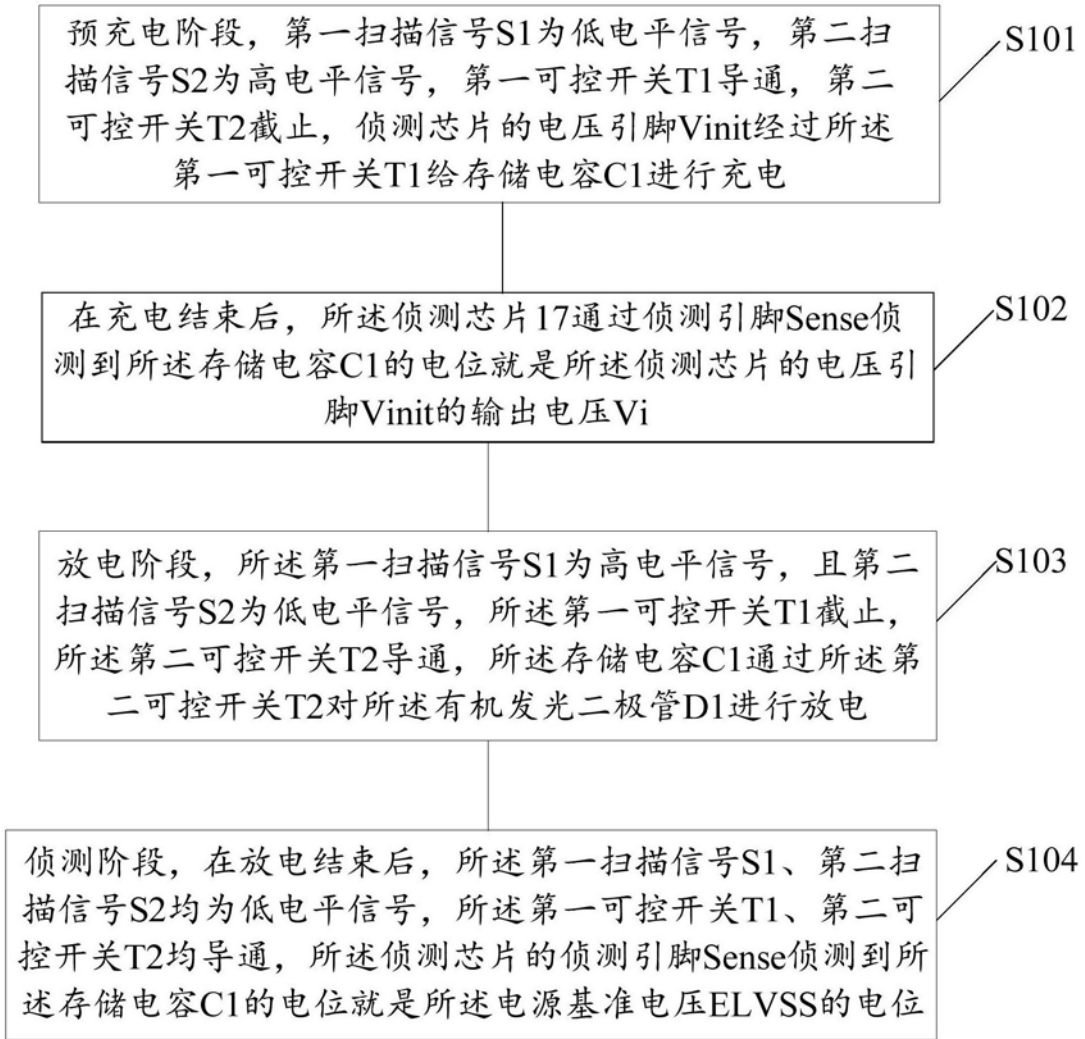 预充电阶段，第一扫描信号S1为低电平信号，第二扫
描信号S2为高电平信号，第一可控开关T1导通，第二
可控开关T2截止，侦测芯片的电压引脚Vinit经过所述
第一可控开关T1给存储电容C1进行充电
S101
在充电结束后，所述侦测芯片17通过侦测引脚Sense侦
测到所述存储电容C1的电位就是所述侦测芯片的电压引
脚Vinit的输出电压Vi
S102
放电阶段，所述第一扫描信号S1为高电平信号，且第二
扫描信号S2为低电平信号，所述第一可控开关T1截止，
所述第二可控开关T2导通，所述存储电容C1通过所述第
二可控开关T2对所述有机发光二极管D1进行放电
S103
侦测阶段，在放电结束后，所述第一扫描信号S1、第二扫
描信号S2均为低电平信号，所述第一可控开关T1、第二可
控开关T2均导通，所述侦测芯片的侦测引脚Sense侦测到所
述存储电容C1的电位就是所述电源基准电压ELVSS的电位
S104